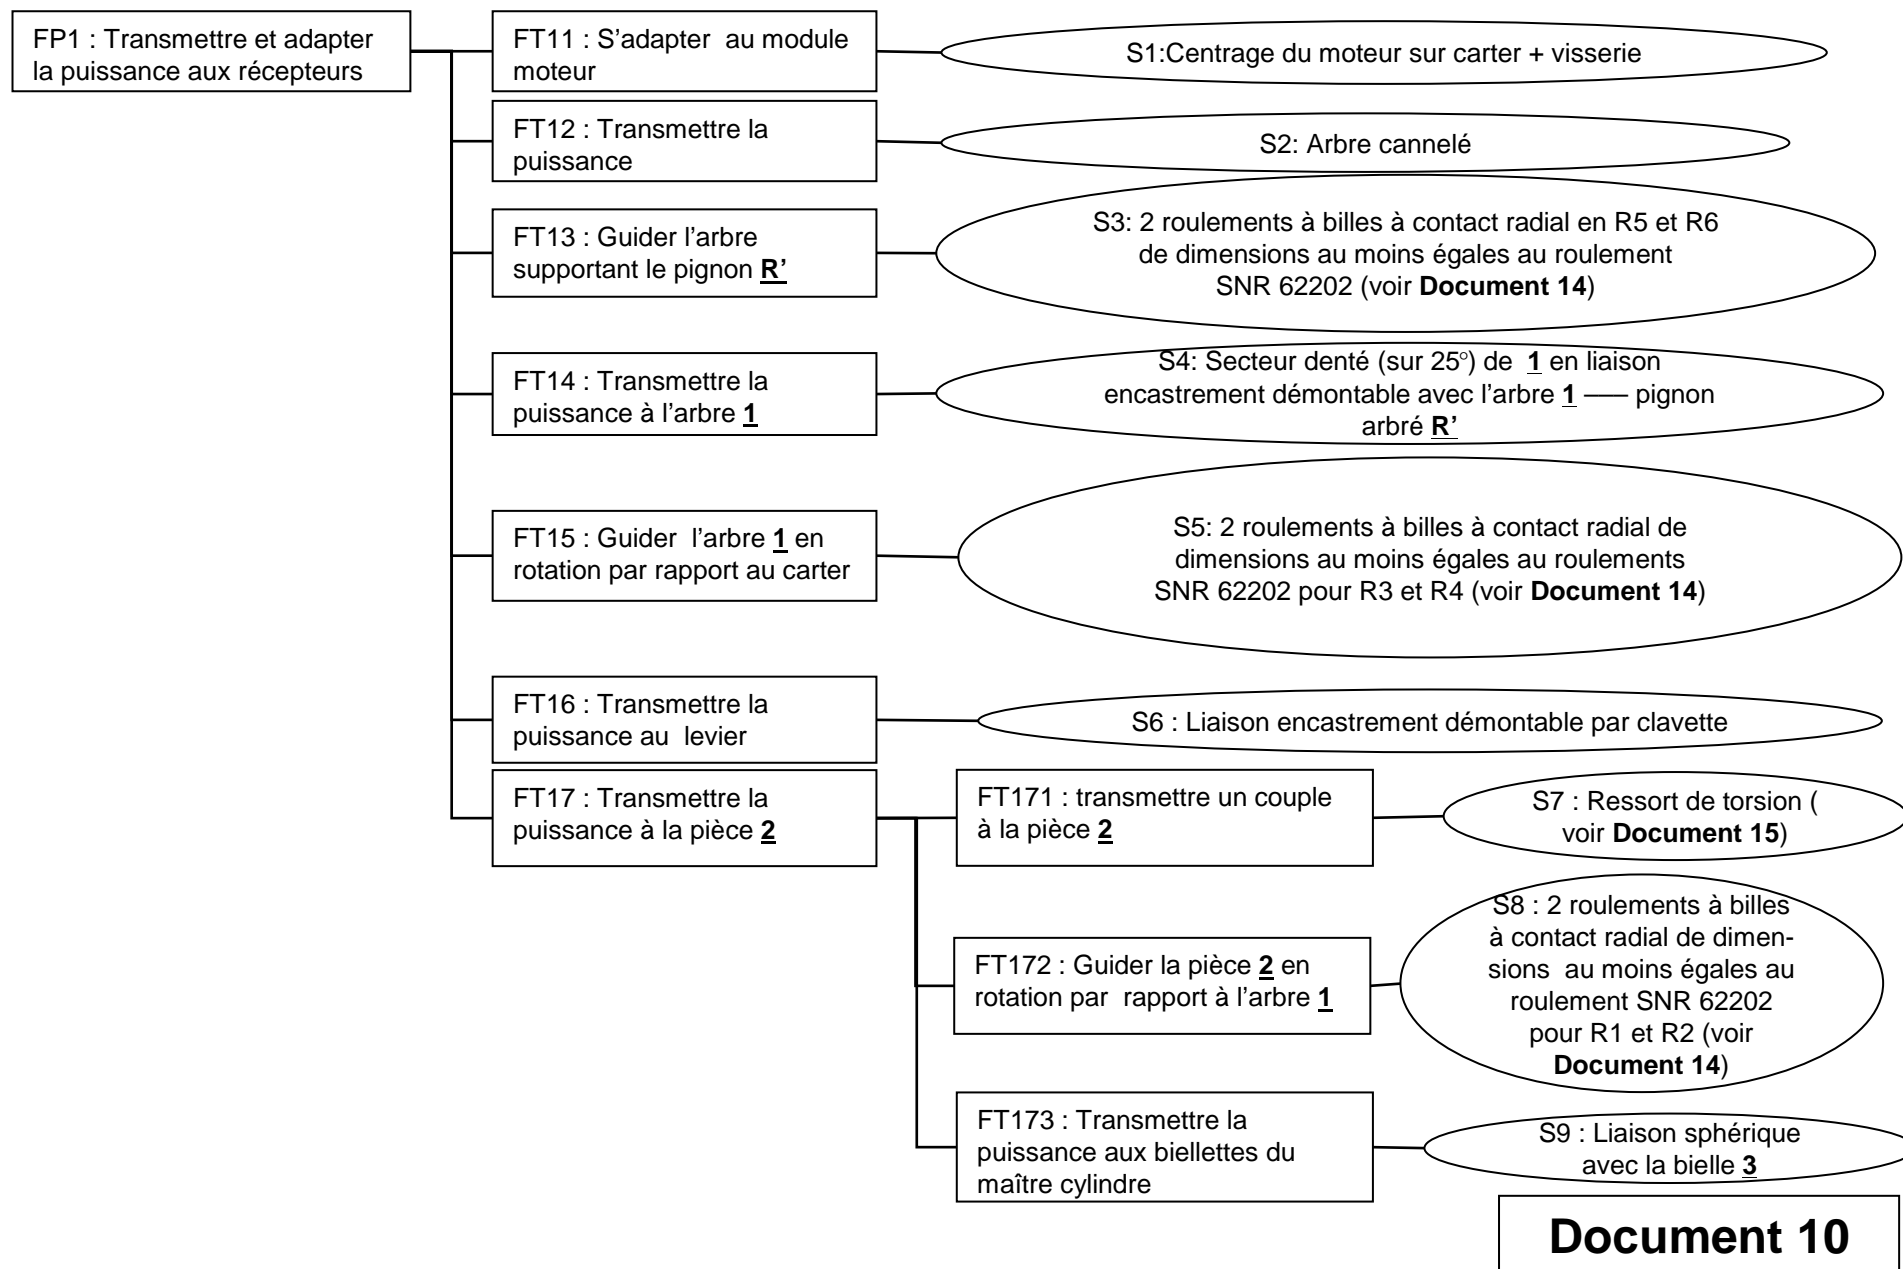 FP1 : Transmettre et adapter
la puissance aux récepteurs
FT11 : S’adapter au module
moteur
S1:Centrage du moteur sur carter + visserie
FT12 : Transmettre la
puissance
S2: Arbre cannelé
FT13 : Guider l’arbre
supportant le pignon R’
S3: 2 roulements à billes à contact radial en R5 et R6
de dimensions au moins égales au roulement
SNR 62202 (voir Document 14)
FT14 : Transmettre la
puissance à l’arbre 1
S4: Secteur denté (sur 25°) de 1 en liaison
encastrement démontable avec l’arbre 1 —– pignon
arbré R’
FT15 : Guider l’arbre 1 en
rotation par rapport au carter
S5: 2 roulements à billes à contact radial de
dimensions au moins égales au roulements
SNR 62202 pour R3 et R4 (voir Document 14)
FT16 : Transmettre la
puissance au levier
S6 : Liaison encastrement démontable par clavette
FT17 : Transmettre la
puissance à la pièce 2
FT171 : transmettre un couple
à la pièce 2
S7 : Ressort de torsion (
voir Document 15)
FT172 : Guider la pièce 2 en
rotation par rapport à l’arbre 1
S8 : 2 roulements à billes
à contact radial de dimen-
sions au moins égales au
roulement SNR 62202
pour R1 et R2 (voir
Document 14)
FT173 : Transmettre la
puissance aux biellettes du
maître cylindre
S9 : Liaison sphérique
avec la bielle 3
Document 10